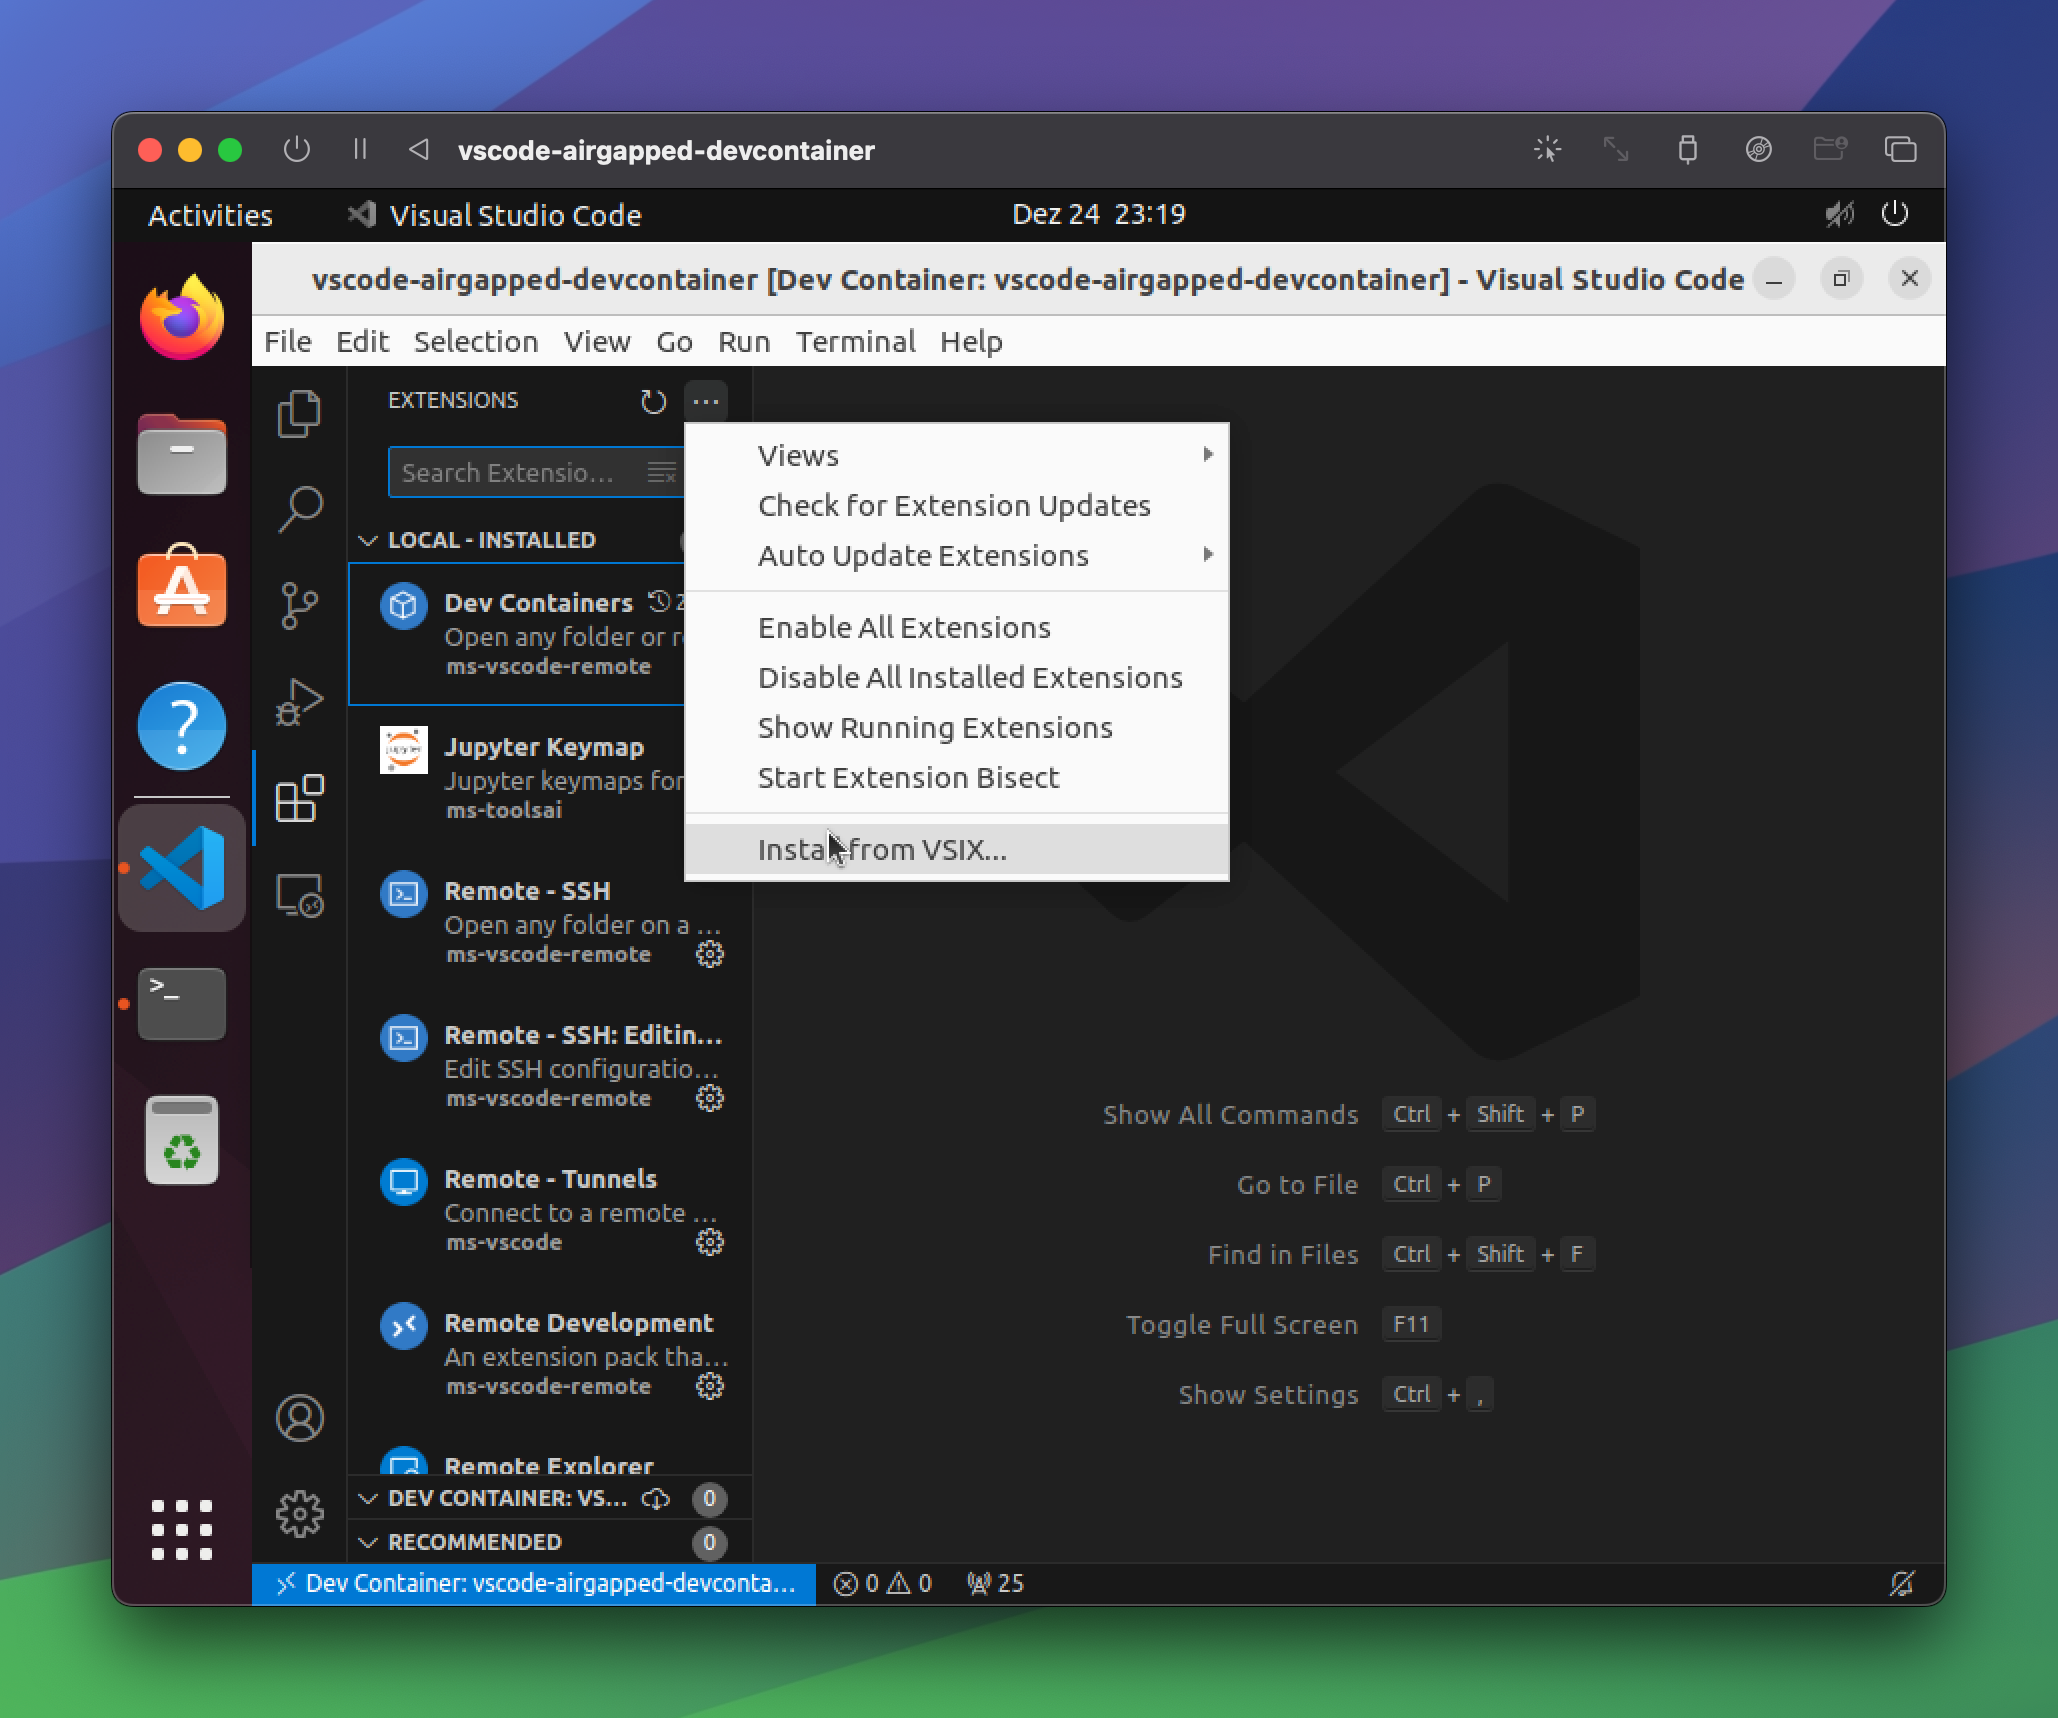 vscode-airgapped-devcontainer
Activities
Visual Studio Code
Dez 24 23:19
vscode-airgapped-devcontainer [Dev Container: vscode-airgapped-devcontainer] - Visual Studio Code
File Edit Selection View Go Run Terminal Help
EXTENSIONS
Search Extensio...
LOCAL - INSTALLED
Dev Containers 2
Open any folder or r
ms-vscode-remote
Jupyter Keymap
Jupyter keymaps for
ms-toolsai
Remote - SSH
Open any folder on a ...
ms-vscode-remote
Remote - SSH: Editin...
Edit SSH configuratio...
ms-vscode-remote
Remote - Tunnels
Connect to a remote ...
ms-vscode
Remote Development
An extension pack tha...
ms-vscode-remote
Remote Explorer
DEV CONTAINER: VS... 0
RECOMMENDED 0
Views
Check for Extension Updates
Auto Update Extensions
Enable All Extensions
Disable All Installed Extensions
Show Running Extensions
Start Extension Bisect
Install from VSIX...
Show All Commands Ctrl + Shift + P
Go to File Ctrl + P
Find in Files Ctrl + Shift + F
Toggle Full Screen F11
Show Settings Ctrl + ,
Dev Container: vscode-airgapped-devconta... 0 0 25